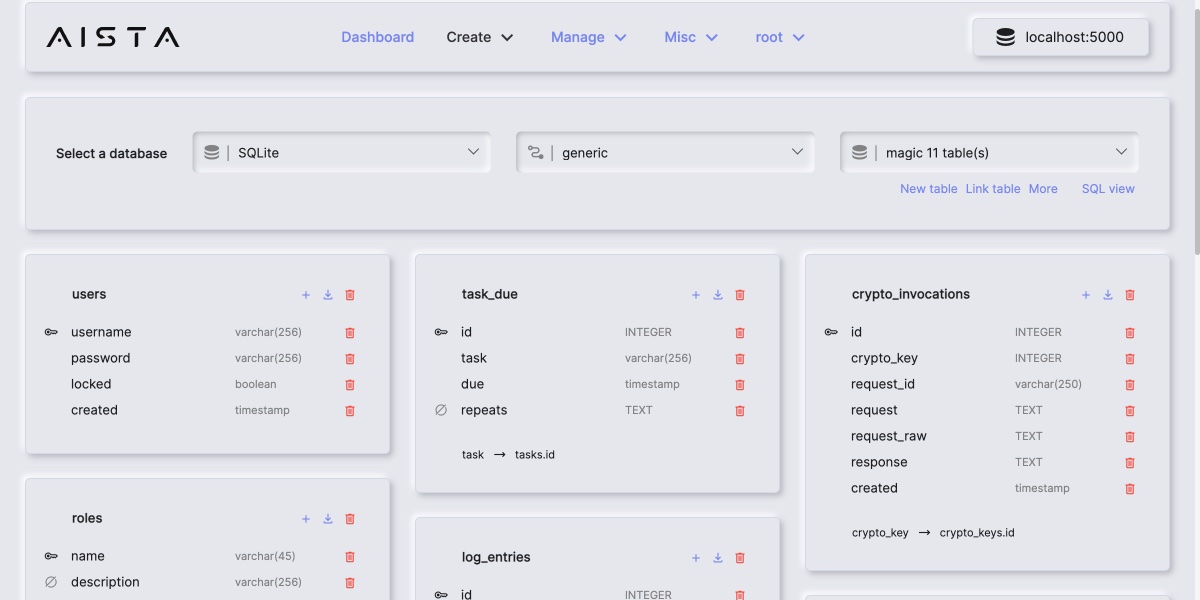 AISTA
Dashboard Create Manage Misc root localhost:5000
Select a database | SQLite | generic | magic 11 table(s)
New table Link table More SQL view
users
username varchar(256)
password varchar(256)
locked boolean
created timestamp
roles
name varchar(45)
description varchar(256)
task_due
id INTEGER
task varchar(256)
due timestamp
repeats TEXT
task → tasks.id
log_entries
id INTEGER
crypto_invocations
id INTEGER
crypto_key INTEGER
request_id varchar(250)
request TEXT
request_raw TEXT
response TEXT
created timestamp
crypto_key → crypto_keys.id